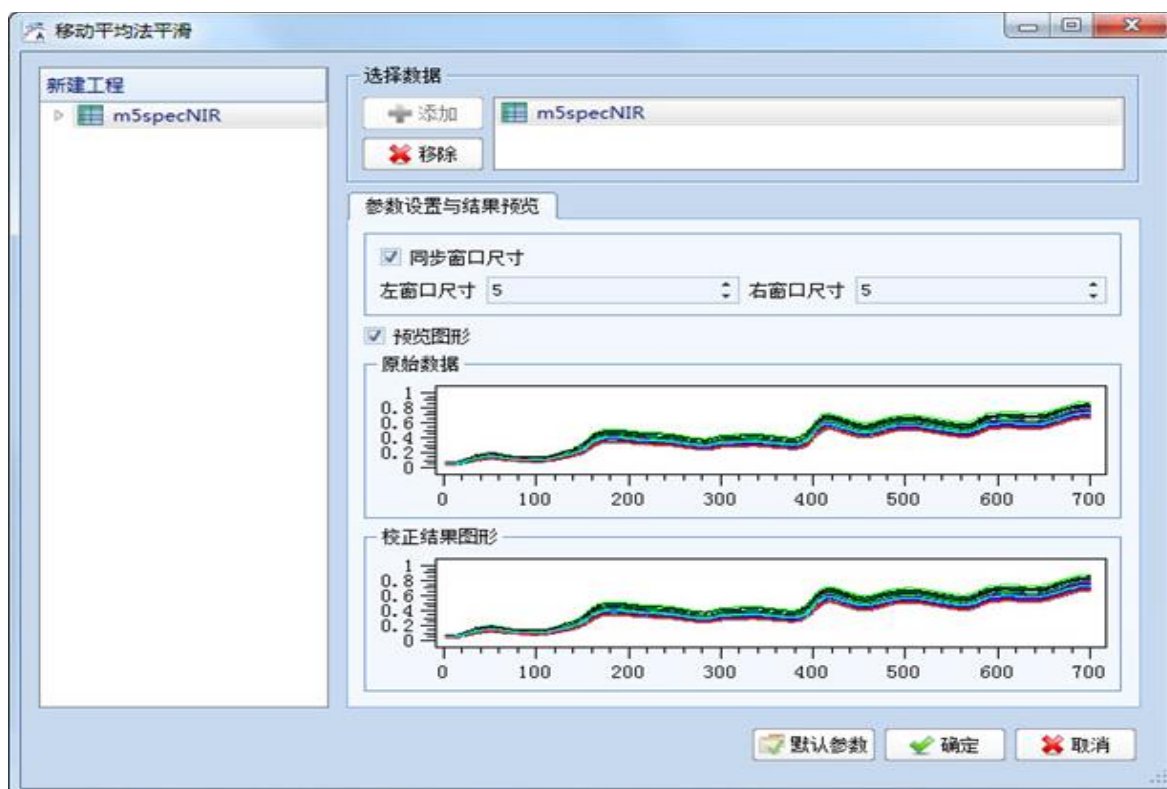 移动平均法平滑
新建工程
m5specNIR
选择数据
添加
m5specNIR
移除
参数设置与结果预览
同步窗口尺寸
左窗口尺寸 5 右窗口尺寸 5
预览图形
原始数据
1
0.8
0.6
0.4
0.2
0
0 100 200 300 400 500 600 700
校正结果图形
1
0.8
0.6
0.4
0.2
0
0 100 200 300 400 500 600 700
默认参数 确定 取消